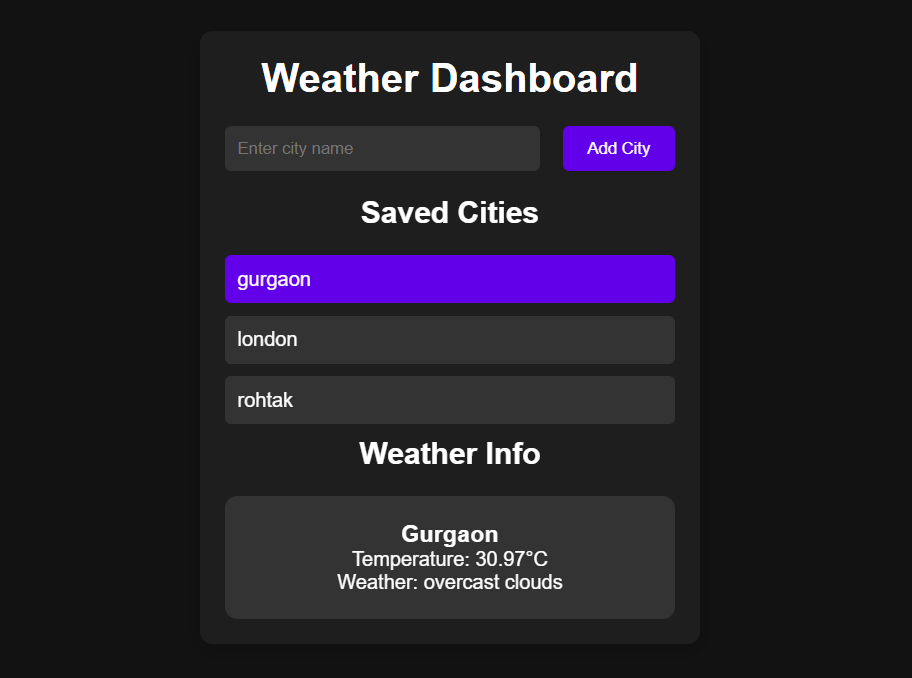 Weather Dashboard
Enter city name
Add City
Saved Cities
gurgaon
london
rohtak
Weather Info
Gurgaon
Temperature: 30.97°C
Weather: overcast clouds